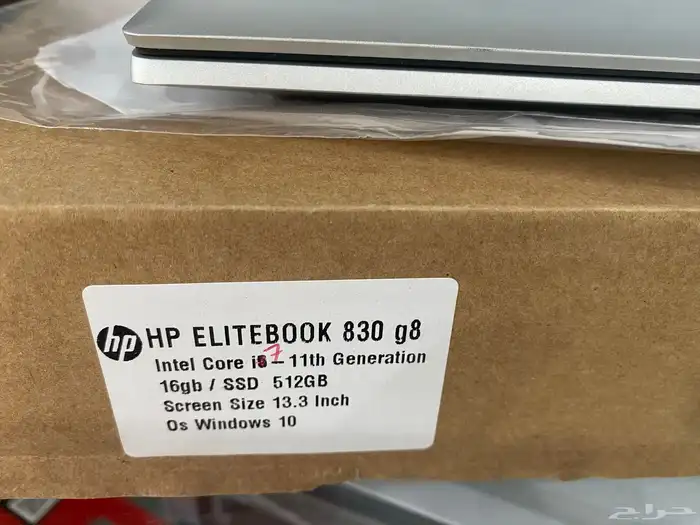 hp HP ELITEBOOK 830 g8
Intel Core i7-11th Generation
16gb / SSD 512GB
Screen Size 13.3 Inch
Os Windows 10
حراج